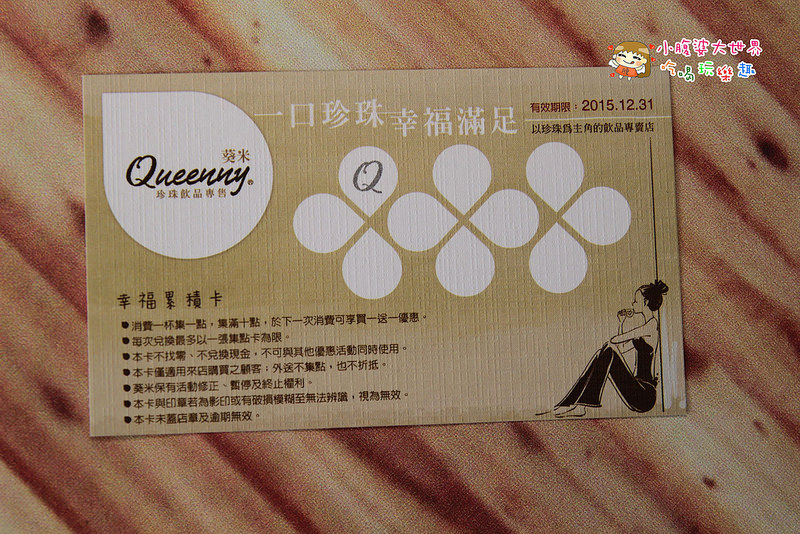 小腹婆大世界
吃喝玩樂趣
一口珍珠幸福滿足
有效期限：2015.12.31
以珍珠為主角的飲品專賣店
葵米
Queenny®
珍珠飲品專售
Q
幸福累積卡
●消費一杯集一點，集滿十點，於下一次消費可享買一送一優惠。
●每次兌換最多以一張集點卡為限。
●本卡不找零、不兌換現金，不可與其他優惠活動同時使用。
●本卡僅適用來店購買之顧客；外送不集點，也不折抵。
●葵米保有活動修正、暫停及終止權利。
●本卡與印章若為影印或有破損模糊至無法辨識，視為無效。
●本卡未蓋店章及逾期無效。